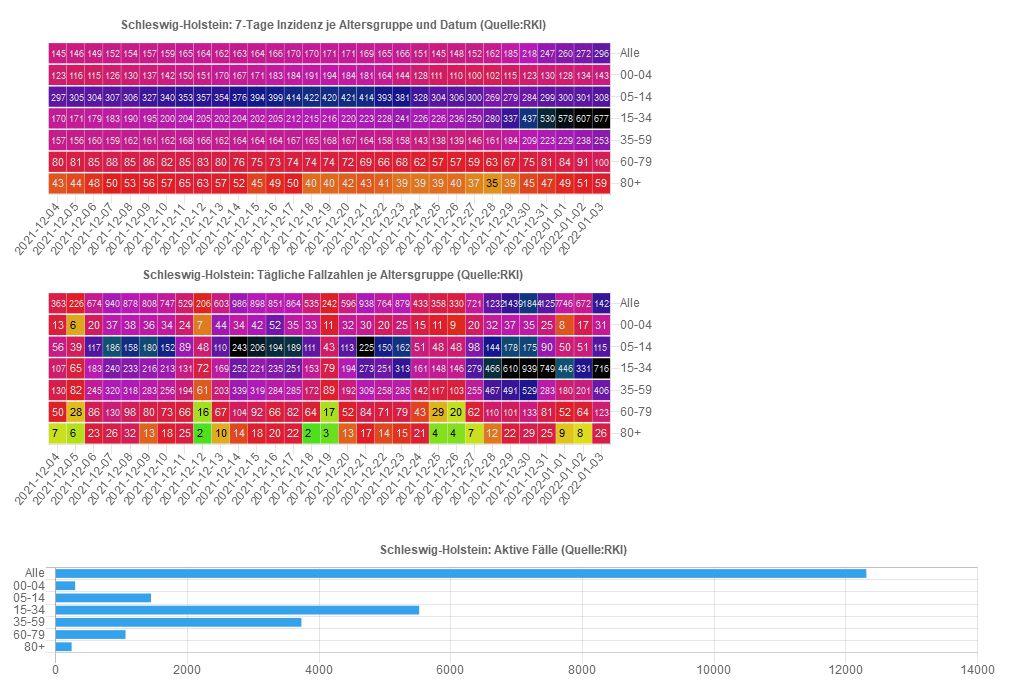 Schleswig-Holstein: 7-Tage Inzidenz je Altersgruppe und Datum (Quelle:RKI)
145 146 149 152 154 157 159 165 164 162 163 164 166 170 170 171 171 169 165 166 151 145 148 152 162 185 218 247 260 272 296 Alle
123 116 115 126 130 137 142 150 151 170 167 171 183 184 191 194 184 181 164 144 128 111 110 100 102 115 123 130 128 134 143 00-04
297 305 304 307 306 327 340 353 357 354 376 394 399 414 422 420 421 414 393 381 328 304 306 300 269 279 284 299 300 301 308 05-14
170 171 179 183 190 195 200 204 205 204 202 205 212 215 216 220 223 228 241 226 226 236 250 280 337 437 530 578 607 677 15-34
157 156 160 159 162 161 162 168 166 162 164 164 164 167 165 168 167 164 158 158 143 138 139 146 161 184 209 223 229 238 253 35-59
80 81 85 88 85 86 82 85 83 80 76 75 73 74 74 74 72 69 66 68 62 57 57 59 63 67 75 81 84 91 100 60-79
43 44 48 50 53 56 57 65 63 57 52 45 49 50 40 40 42 43 41 39 39 39 40 37 35 39 45 47 49 51 59 80+
2021-12-04 2021-12-05 2021-12-06 2021-12-07 2021-12-08 2021-12-09 2021-12-10 2021-12-11 2021-12-12 2021-12-13 2021-12-14 2021-12-15 2021-12-16 2021-12-17 2021-12-18 2021-12-19 2021-12-20 2021-12-21 2021-12-22 2021-12-23 2021-12-24 2021-12-25 2021-12-26 2021-12-27 2021-12-28 2021-12-29 2021-12-30 2021-12-31 2022-01-01 2022-01-02 2022-01-03
Schleswig-Holstein: Tägliche Fallzahlen je Altersgruppe (Quelle:RKI)
363 226 674 940 878 808 747 529 206 603 986 898 851 864 535 242 596 938 764 879 433 358 330 721 1232 1439 1844 1257 746 672 142 Alle
13 6 20 37 38 36 34 24 7 44 34 42 52 35 33 11 32 30 20 25 15 11 9 20 32 37 35 25 8 17 31 00-04
56 39 117 186 158 180 152 89 48 110 243 206 194 189 111 43 113 225 150 162 51 48 48 98 144 178 175 90 50 51 115 05-14
107 65 183 240 233 216 213 131 72 169 252 221 235 251 153 79 194 273 251 313 161 148 146 279 466 610 939 749 446 331 716 15-34
130 82 245 320 318 283 256 194 61 203 339 319 284 285 172 89 192 309 258 285 142 117 103 255 467 491 529 283 180 201 406 35-59
50 28 86 130 98 80 73 66 16 67 104 92 66 82 64 17 52 84 71 79 43 29 20 62 110 101 133 81 52 64 123 60-79
7 6 23 26 32 13 18 25 2 10 14 18 20 22 2 3 13 17 14 15 21 4 4 7 12 22 29 25 9 8 26 80+
2021-12-04 2021-12-05 2021-12-06 2021-12-07 2021-12-08 2021-12-09 2021-12-10 2021-12-11 2021-12-12 2021-12-13 2021-12-14 2021-12-15 2021-12-16 2021-12-17 2021-12-18 2021-12-19 2021-12-20 2021-12-21 2021-12-22 2021-12-23 2021-12-24 2021-12-25 2021-12-26 2021-12-27 2021-12-28 2021-12-29 2021-12-30 2021-12-31 2022-01-01 2022-01-02 2022-01-03
Schleswig-Holstein: Aktive Fälle (Quelle:RKI)
Alle
00-04
05-14
15-34
35-59
60-79
80+
0 2000 4000 6000 8000 10000 12000 14000